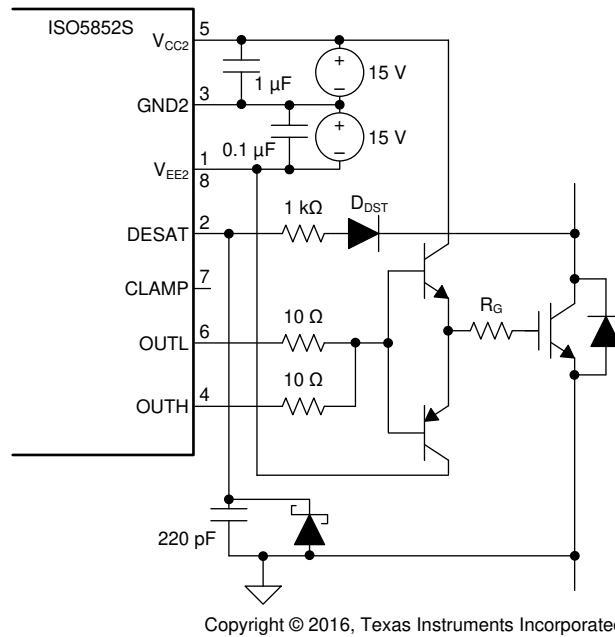 ISO5852S
5
VCC2
1 µF
+
−
15 V
3
GND2
0.1 µF
+
−
15 V
1
VEE2
8
2
DESAT
1 kΩ
DDST
7
CLAMP
6
OUTL
10 Ω
RG
4
OUTH
10 Ω
220 pF
Copyright © 2016, Texas Instruments Incorporate